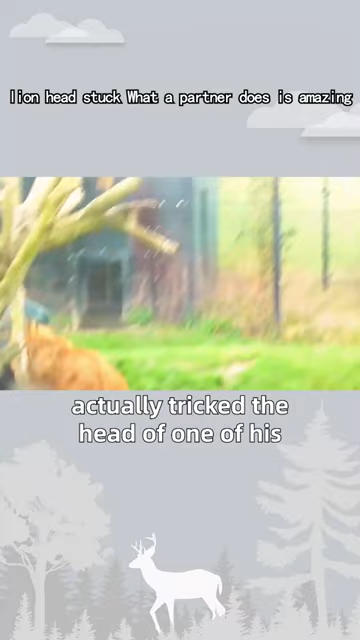 lion head stuck What a partner does is amazing
actually tricked the
head of one of his